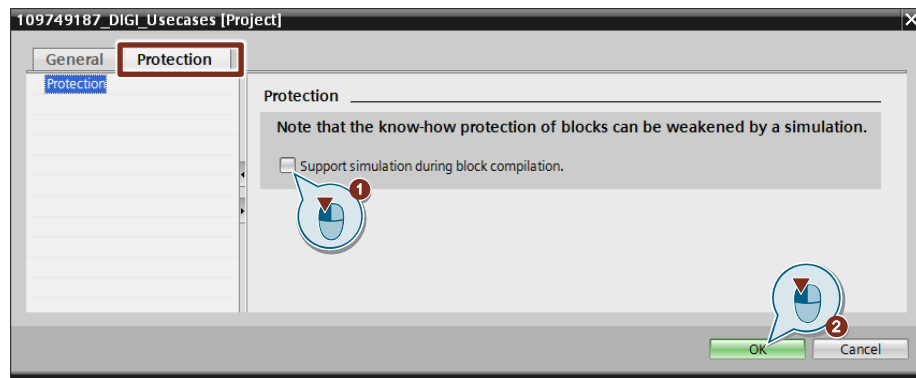 109749187_DIGI_Usecases [Project]
General Protection
Protection
Protection
Note that the know-how protection of blocks can be weakened by a simulation.
Support simulation during block compilation.
1
2
OK Cancel